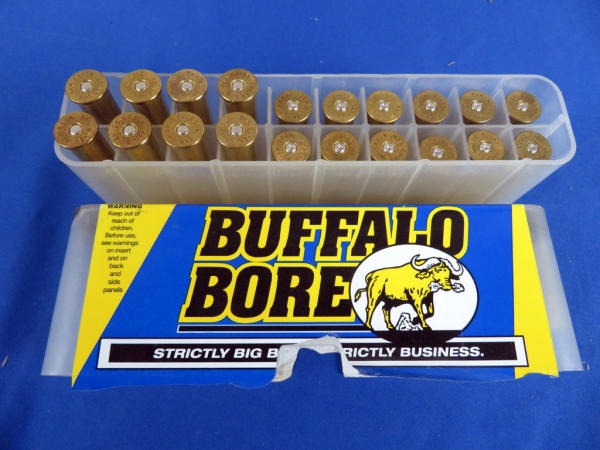 WARNING
Keep out of
reach of
children.
Before use,
see warnings
on insert
and on
back
and
side
panels
BUFFALO
BORE
STRICTLY BIG B RICTLY BUSINESS.